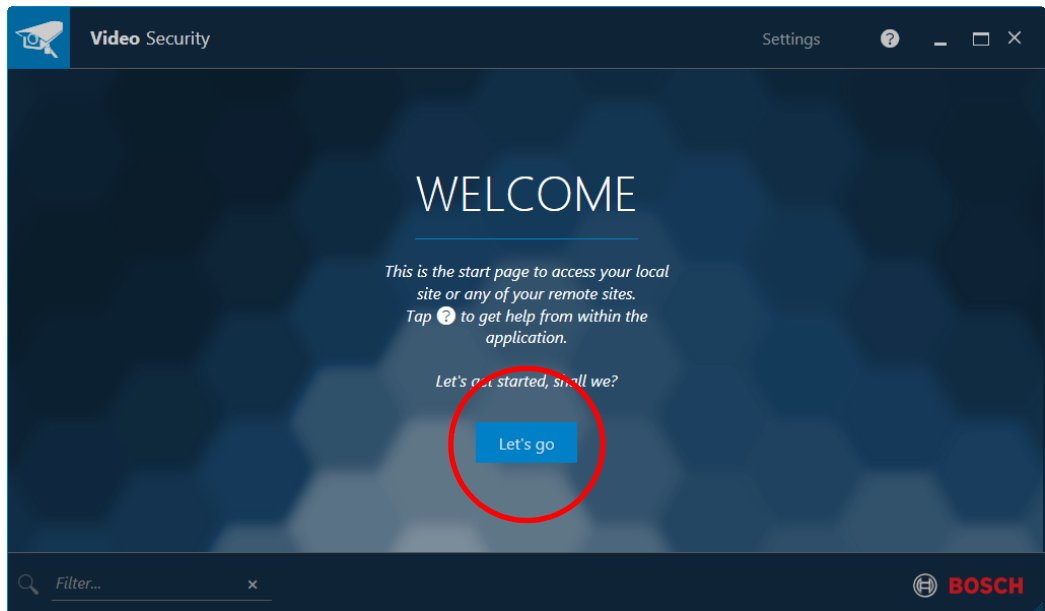 Video Security
Settings
?
WELCOME
This is the start page to access your local
site or any of your remote sites.
Tap ? to get help from within the
application.
Let's get started, shall we?
Let's go
Filter...
BOSCH